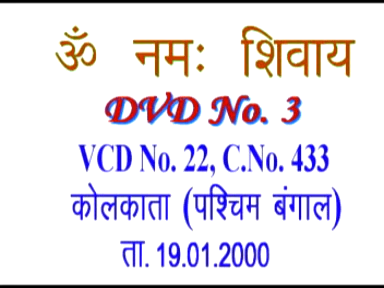 ॐ नमः शिवाय
DVD No. 3
VCD No. 22, C.No. 433
कोलकाता (पश्चिम बंगाल)
ता. 19.01.2000